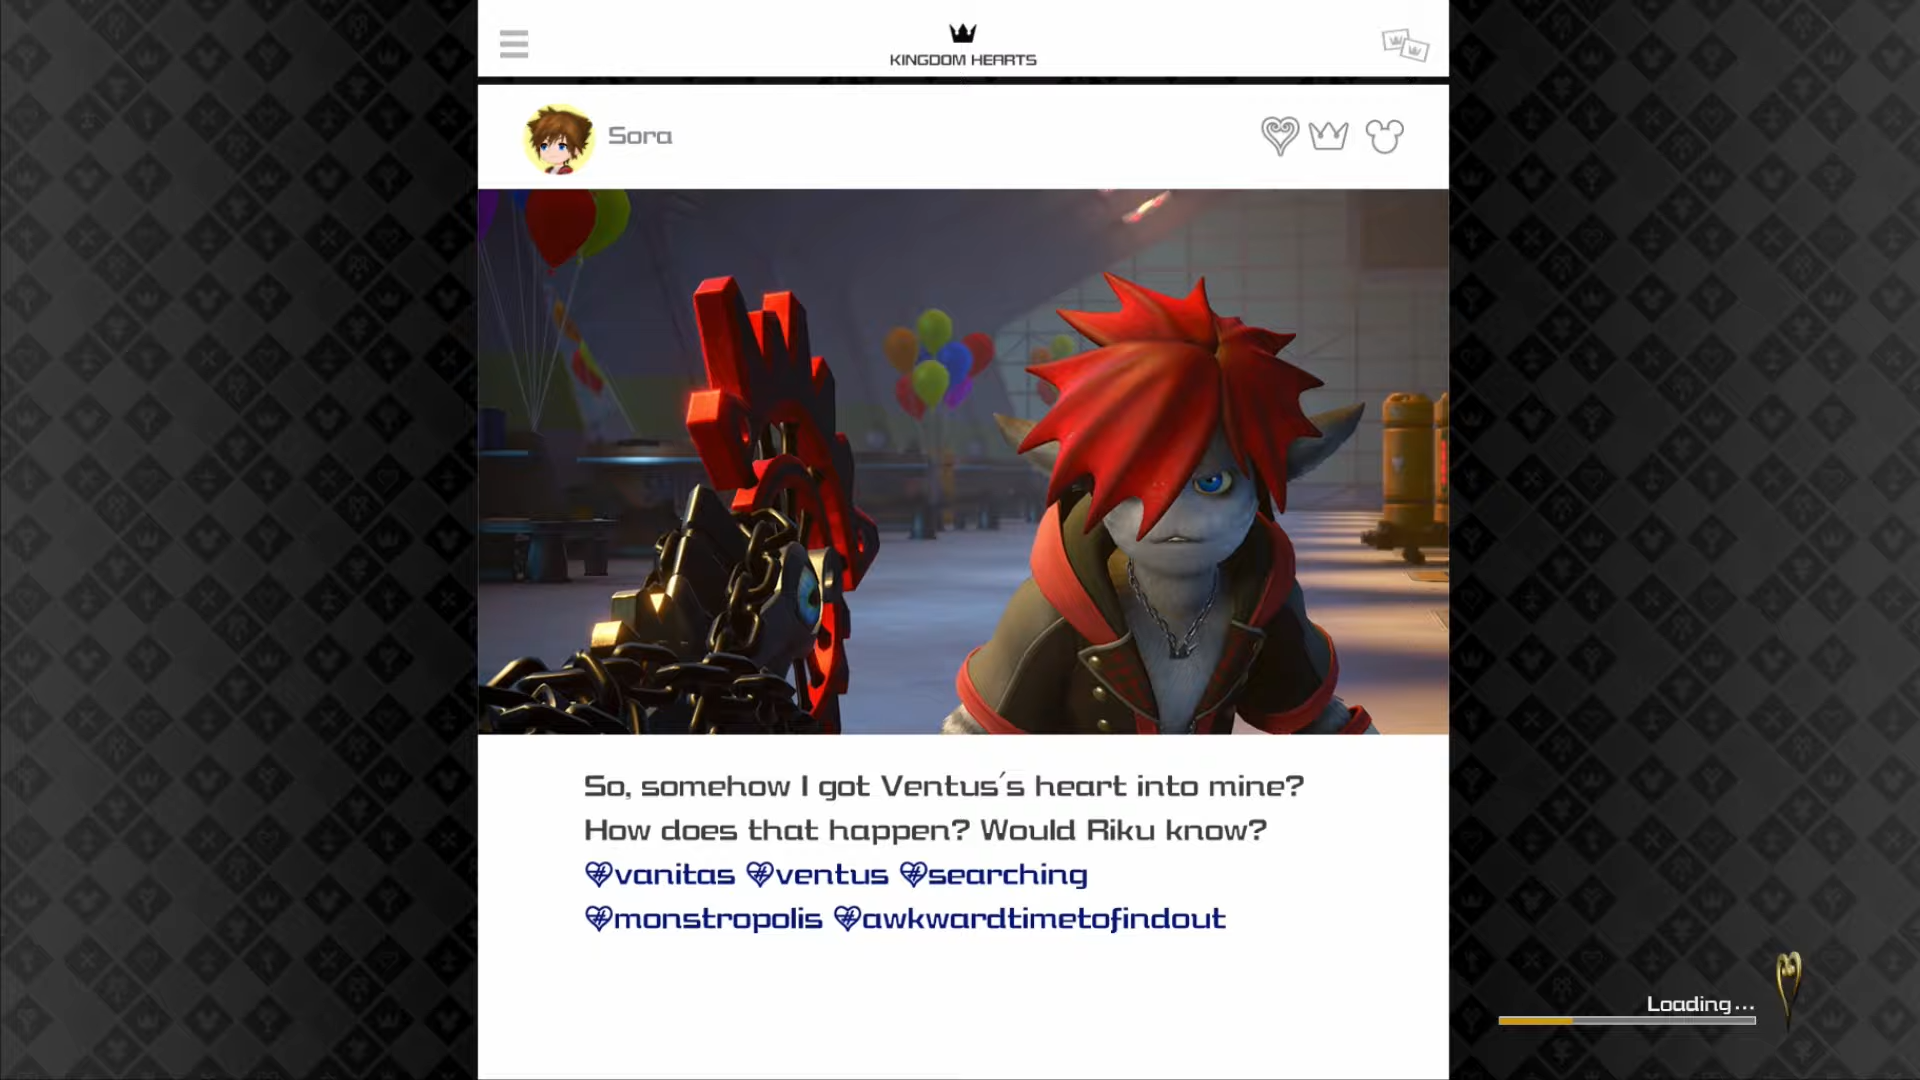 KINGDOM HEARTS
Sora
So, somehow I got Ventus's heart into mine?
How does that happen? Would Riku know?
#vanitas #ventus #searching
#monstropolis #awkwardtimetofindout
Loading...